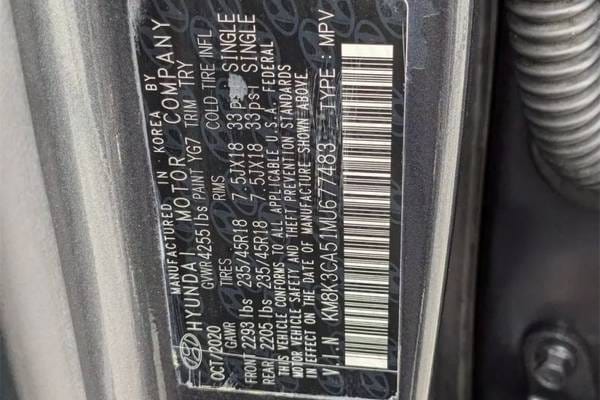 MANUFACTURED IN KOREA BY
HYUNDAI MOTOR COMPANY
OCT/2020 GVWR 4255 lbs PAINT YG7 TRIM TRY
GAWR TIRES RIMS COLD TIRE INFL
FRONT 2293 lbs 235/45R18 7.5JX18 33 psi SINGLE
REAR 2205 lbs 235/45R18 7.5JX18 33 psi SINGLE
THIS VEHICLE CONFORMS TO ALL APPLICABLE U.S.A. FEDERAL
MOTOR VEHICLE SAFETY AND THEFT PREVENTION STANDARDS
IN EFFECT ON THE DATE OF MANUFACTURE SHOWN ABOVE.
V.I.N KM8K3CA51MU677483 TYPE : MPV